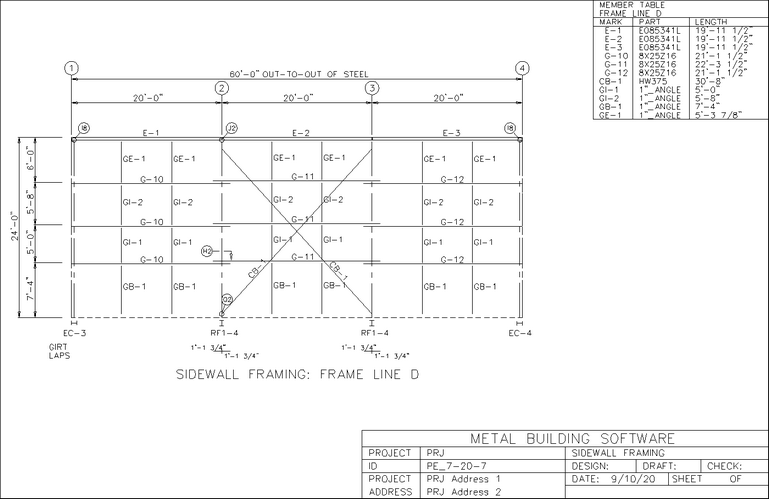 MEMBER TABLE
FRAME LINE D
MARK PART LENGTH
E-1 E085341L 19'-11 1/2"
E-2 E085341L 19'-11 1/2"
E-3 E085341L 19'-11 1/2"
G-10 8X25Z16 21'-1 1/2"
G-11 8X25Z16 22'-3 1/2"
G-12 8X25Z16 21'-1 1/2"
CB-1 HW375 30'-8"
GI-1 1"_ANGLE 5'-0"
GI-2 1"_ANGLE 5'-8"
GB-1 1"_ANGLE 7'-4"
GE-1 1"_ANGLE 5'-3 7/8"
1 4
60'-0" OUT-TO-OUT OF STEEL
2 3
20'-0" 20'-0" 20'-0"
I8 E-1 J2 E-2 E-3 I8
6'-0" GE-1 GE-1 GE-1 GE-1 GE-1 GE-1
G-10 G-11 G-12
5'-8" GI-2 GI-2 GI-2 GI-2 GI-2 GI-2
24'-0"
G-10 G-11 G-12
5'-0" GI-1 GI-1 GI-1 GI-1 GI-1 GI-1
H2
G-10 G-11 G-12
CB-1 CB-1
7'-4" GB-1 GB-1 GB-1 GB-1 GB-1 GB-1
EC-3 RF1-4 RF1-4 EC-4
GIRT LAPS
1'-1 3/4" 1'-1 3/4"
1'-1 3/4" 1'-1 3/4"
SIDEWALL FRAMING: FRAME LINE D
METAL BUILDING SOFTWARE
PROJECT PRJ SIDEWALL FRAMING
ID PE_7-20-7 DESIGN: DRAFT: CHECK:
PROJECT PRJ Address 1 DATE: 9/10/20 SHEET OF
ADDRESS PRJ Address 2